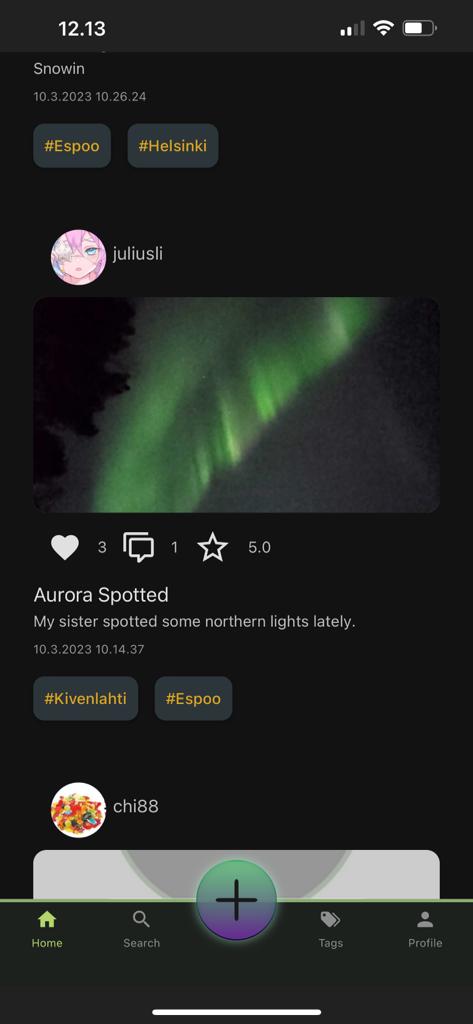 12.13
Snowin
10.3.2023 10.26.24
#Espoo #Helsinki
juliusli
3 1 5.0
Aurora Spotted
My sister spotted some northern lights lately.
10.3.2023 10.14.37
#Kivenlahti #Espoo
chi88
Home Search Tags Profile